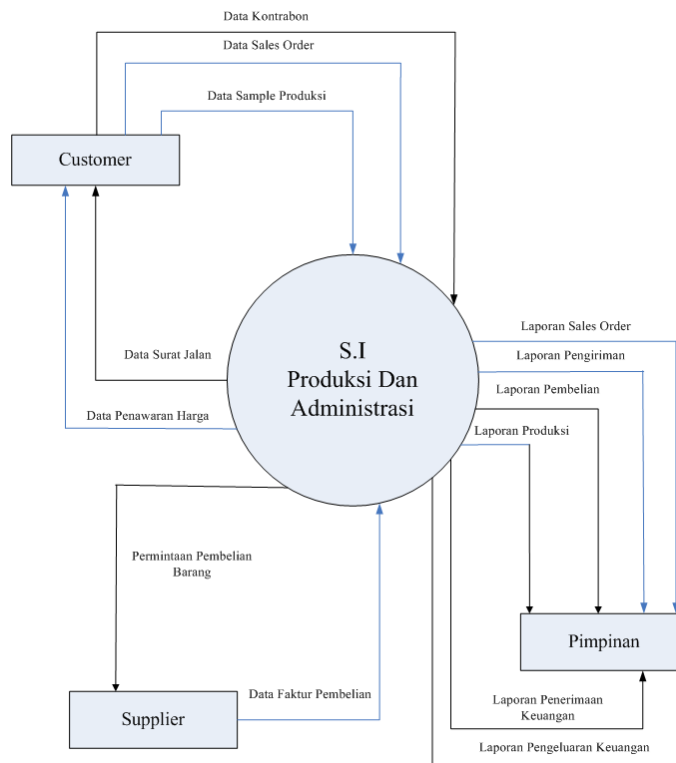 Data Kontrabon
Data Sales Order
Data Sample Produksi
Customer
S.I
Produksi Dan
Administrasi
Data Surat Jalan
Data Penawaran Harga
Laporan Sales Order
Laporan Pengiriman
Laporan Pembelian
Laporan Produksi
Permintaan Pembelian
Barang
Pimpinan
Data Faktur Pembelian
Supplier
Laporan Penerimaan
Keuangan
Laporan Pengeluaran Keuangan